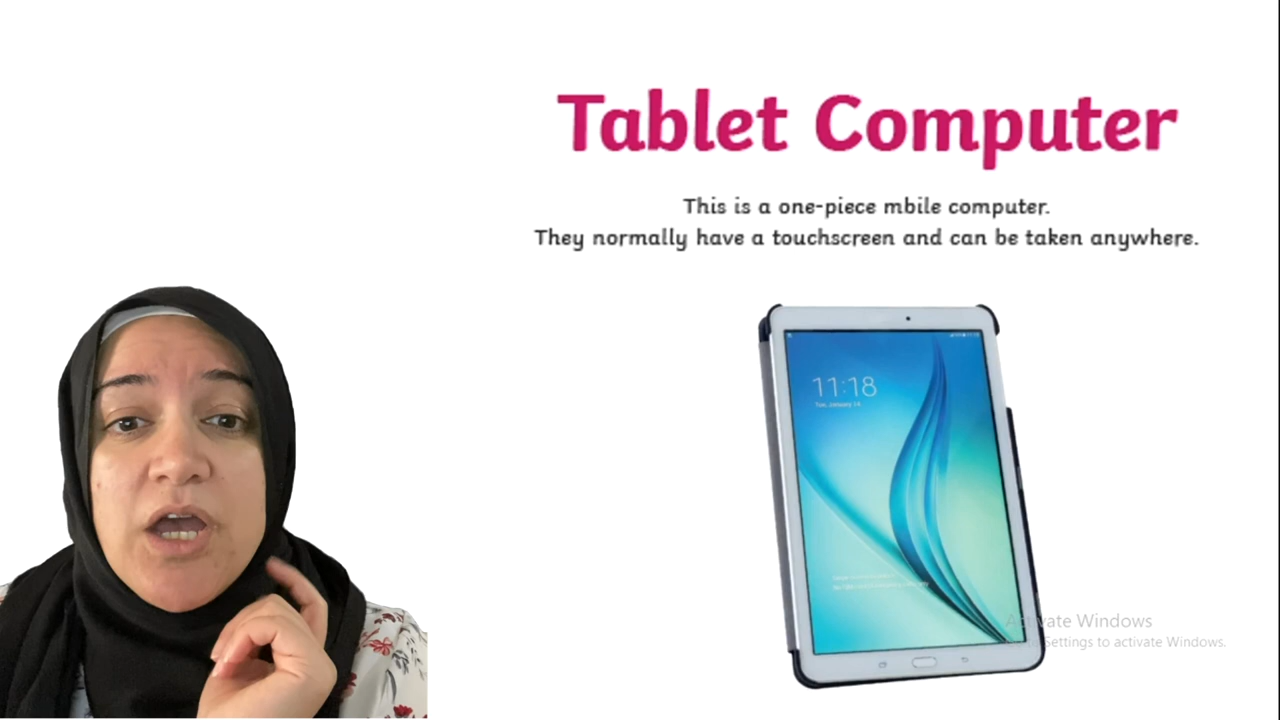 Tablet Computer
This is a one-piece mbile computer.
They normally have a touchscreen and can be taken anywhere.
11:18
Activate Windows
Settings to activate Windows.